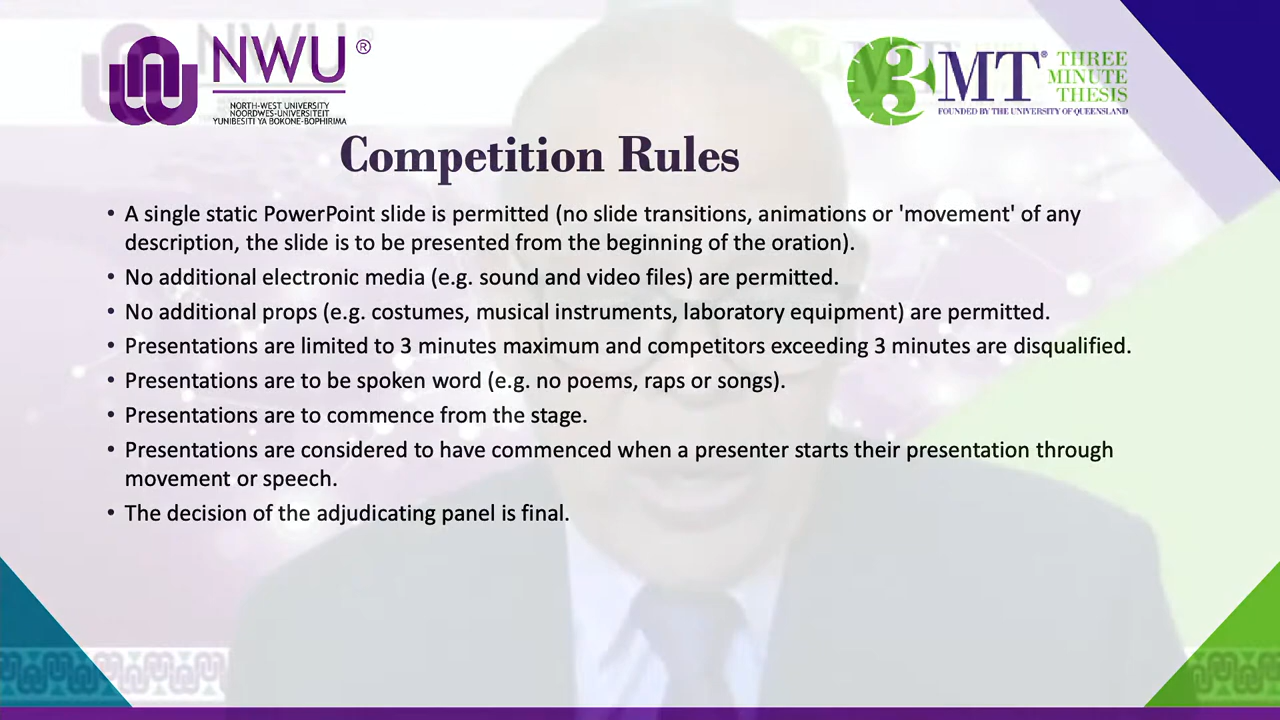 NWU®
NORTH-WEST UNIVERSITY
NOORDWES-UNIVERSITEIT
YUNIBESITI YA BOKONE-BOPHIRIMA
3MT®
THREE
MINUTE
THESIS
FOUNDED BY THE UNIVERSITY OF QUEENSLAND
Competition Rules
• A single static PowerPoint slide is permitted (no slide transitions, animations or 'movement' of any
description, the slide is to be presented from the beginning of the oration).
• No additional electronic media (e.g. sound and video files) are permitted.
• No additional props (e.g. costumes, musical instruments, laboratory equipment) are permitted.
• Presentations are limited to 3 minutes maximum and competitors exceeding 3 minutes are disqualified.
• Presentations are to be spoken word (e.g. no poems, raps or songs).
• Presentations are to commence from the stage.
• Presentations are considered to have commenced when a presenter starts their presentation through
movement or speech.
• The decision of the adjudicating panel is final.